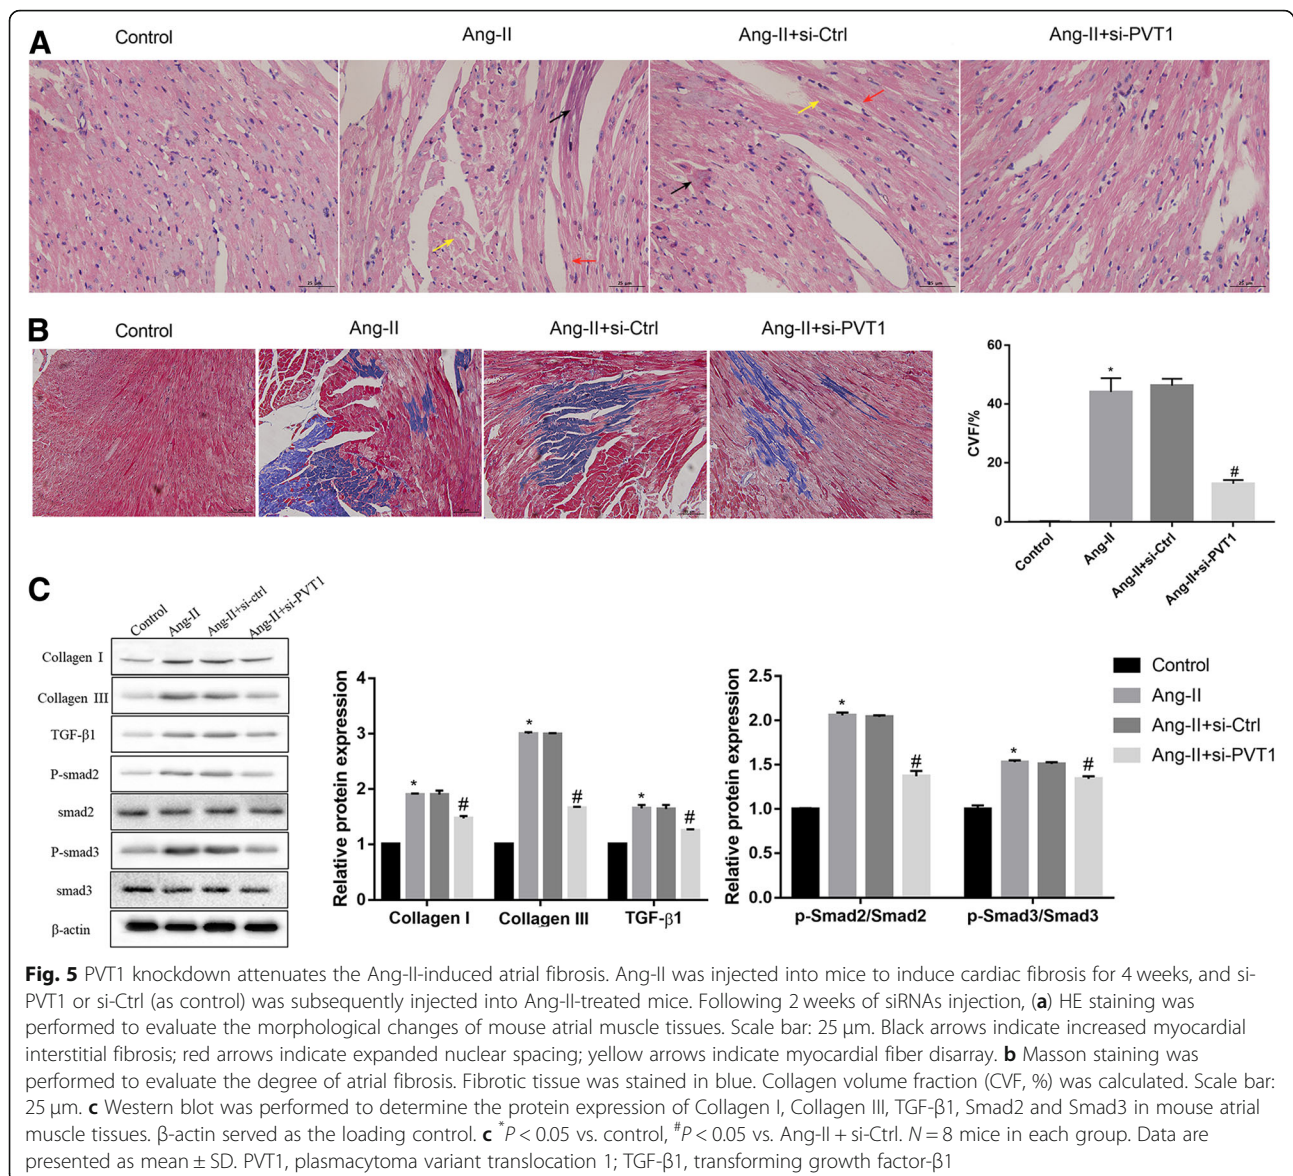 A
Control
Ang-II
Ang-II+si-Ctrl
Ang-II+si-PVT1
25 μm
25 μm
25 μm
25 μm
B
Control
Ang-II
Ang-II+si-Ctrl
Ang-II+si-PVT1
CVF/%
60
40
20
0
*
#
Control
Ang-II
Ang-II+si-Ctrl
Ang-II+si-PVT1
C
Control
Ang-II
Ang-II+si-ctrl
Ang-II+si-PVT1
Collagen I
Collagen III
TGF-β1
P-smad2
smad2
P-smad3
smad3
β-actin
Relative protein expression
4
3
2
1
0
*
#
*
#
*
#
Collagen I
Collagen III
TGF-β1
Relative protein expression
2.5
2.0
1.5
1.0
0.5
0.0
*
#
*
#
p-Smad2/Smad2
p-Smad3/Smad3
Control
Ang-II
Ang-II+si-Ctrl
Ang-II+si-PVT1
Fig. 5 PVT1 knockdown attenuates the Ang-II-induced atrial fibrosis. Ang-II was injected into mice to induce cardiac fibrosis for 4 weeks, and si-
PVT1 or si-Ctrl (as control) was subsequently injected into Ang-II-treated mice. Following 2 weeks of siRNAs injection, (a) HE staining was
performed to evaluate the morphological changes of mouse atrial muscle tissues. Scale bar: 25 μm. Black arrows indicate increased myocardial
interstitial fibrosis; red arrows indicate expanded nuclear spacing; yellow arrows indicate myocardial fiber disarray. b Masson staining was
performed to evaluate the degree of atrial fibrosis. Fibrotic tissue was stained in blue. Collagen volume fraction (CVF, %) was calculated. Scale bar:
25 μm. c Western blot was performed to determine the protein expression of Collagen I, Collagen III, TGF-β1, Smad2 and Smad3 in mouse atrial
muscle tissues. β-actin served as the loading control. c *P < 0.05 vs. control, #P < 0.05 vs. Ang-II + si-Ctrl. N = 8 mice in each group. Data are
presented as mean ± SD. PVT1, plasmacytoma variant translocation 1; TGF-β1, transforming growth factor-β1